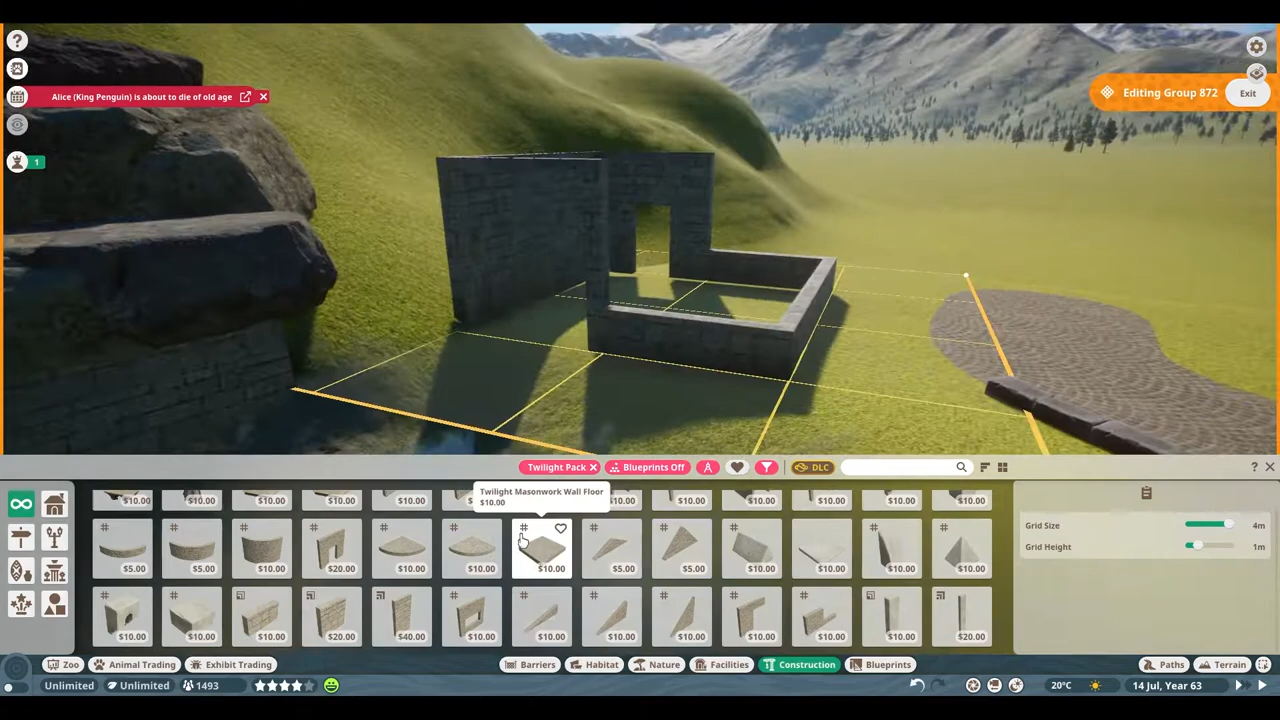 Alice (King Penguin) is about to die of old age
Editing Group 872
Exit
1
Twilight Pack ×
Blueprints Off
DLC
? ×
Twilight Masonwork Wall Floor
$10.00
$10.00 $10.00 $10.00 $10.00 $10.00 $10.00 $10.00 $10.00 $10.00 $10.00 $10.00
$5.00 $5.00 $10.00 $20.00 $10.00 $10.00 $10.00 $5.00 $5.00 $10.00 $10.00 $10.00 $10.00
$10.00 $10.00 $10.00 $20.00 $40.00 $10.00 $10.00 $10.00 $10.00 $10.00 $10.00 $10.00 $20.00
Grid Size 4m
Grid Height 1m
Zoo Animal Trading Exhibit Trading Barriers Habitat Nature Facilities Construction Blueprints Paths Terrain
Unlimited Unlimited 1493 20°C 14 Jul, Year 63